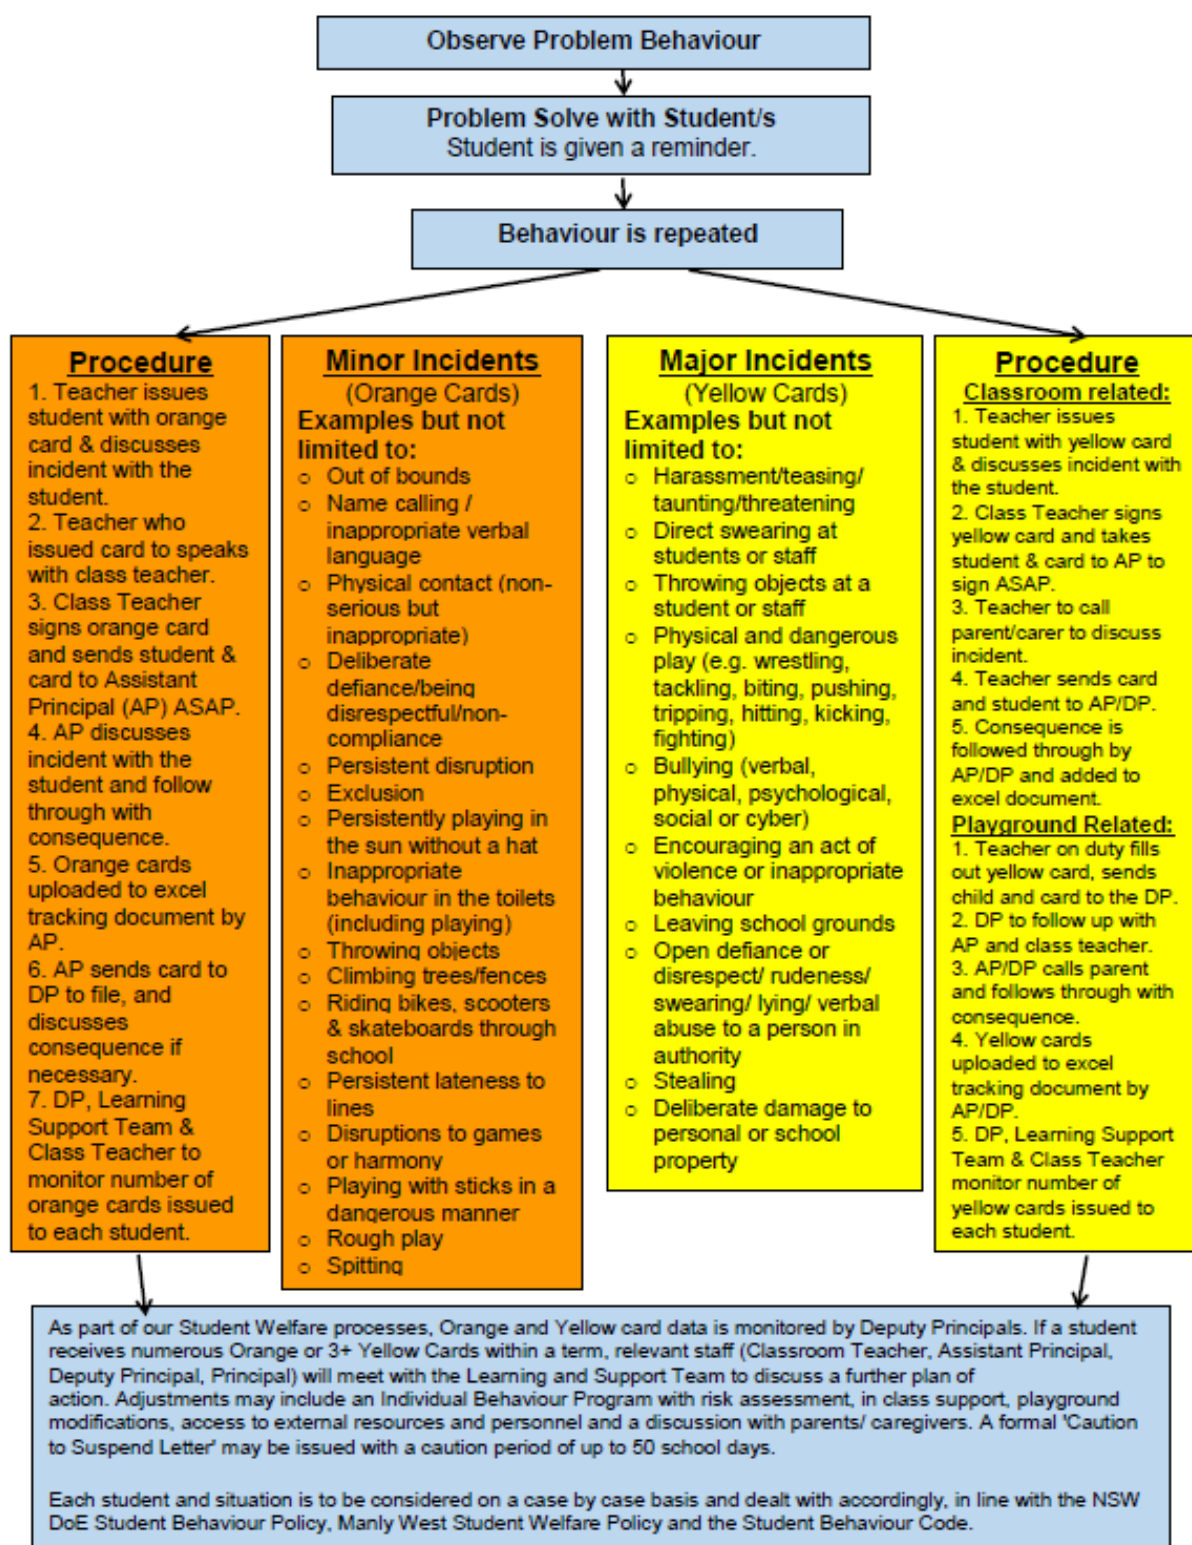 Observe Problem Behaviour
Problem Solve with Student/s
Student is given a reminder.
Behaviour is repeated
Procedure
1. Teacher issues
student with orange
card & discusses
incident with the
student.
2. Teacher who
issued card to speaks
with class teacher.
3. Class Teacher
signs orange card
and sends student &
card to Assistant
Principal (AP) ASAP.
4. AP discusses
incident with the
student and follow
through with
consequence.
5. Orange cards
uploaded to excel
tracking document by
AP.
6. AP sends card to
DP to file, and
discusses
consequence if
necessary.
7. DP, Learning
Support Team &
Class Teacher to
monitor number of
orange cards issued
to each student.
Minor Incidents
(Orange Cards)
Examples but not
limited to:
o Out of bounds
o Name calling /
inappropriate verbal
language
o Physical contact (non-
serious but
inappropriate)
o Deliberate
defiance/being
disrespectful/non-
compliance
o Persistent disruption
o Exclusion
o Persistently playing in
the sun without a hat
o Inappropriate
behaviour in the toilets
(including playing)
o Throwing objects
o Climbing trees/fences
o Riding bikes, scooters
& skateboards through
school
o Persistent lateness to
lines
o Disruptions to games
or harmony
o Playing with sticks in a
dangerous manner
o Rough play
o Spitting
Major Incidents
(Yellow Cards)
Examples but not
limited to:
o Harassment/teasing/
taunting/threatening
o Direct swearing at
students or staff
o Throwing objects at a
student or staff
o Physical and dangerous
play (e.g. wrestling,
tackling, biting, pushing,
tripping, hitting, kicking,
fighting)
o Bullying (verbal,
physical, psychological,
social or cyber)
o Encouraging an act of
violence or inappropriate
behaviour
o Leaving school grounds
o Open defiance or
disrespect/ rudeness/
swearing/ lying/ verbal
abuse to a person in
authority
o Stealing
o Deliberate damage to
personal or school
property
Procedure
Classroom related:
1. Teacher issues
student with yellow card
& discusses incident with
the student.
2. Class Teacher signs
yellow card and takes
student & card to AP to
sign ASAP.
3. Teacher to call
parent/carer to discuss
incident.
4. Teacher sends card
and student to AP/DP.
5. Consequence is
followed through by
AP/DP and added to
excel document.
Playground Related:
1. Teacher on duty fills
out yellow card, sends
child and card to the DP.
2. DP to follow up with
AP and class teacher.
3. AP/DP calls parent
and follows through with
consequence.
4. Yellow cards
uploaded to excel
tracking document by
AP/DP.
5. DP, Learning Support
Team & Class Teacher
monitor number of
yellow cards issued to
each student.
As part of our Student Welfare processes, Orange and Yellow card data is monitored by Deputy Principals. If a student
receives numerous Orange or 3+ Yellow Cards within a term, relevant staff (Classroom Teacher, Assistant Principal,
Deputy Principal, Principal) will meet with the Learning and Support Team to discuss a further plan of
action. Adjustments may include an Individual Behaviour Program with risk assessment, in class support, playground
modifications, access to external resources and personnel and a discussion with parents/ caregivers. A formal 'Caution
to Suspend Letter' may be issued with a caution period of up to 50 school days.
Each student and situation is to be considered on a case by case basis and dealt with accordingly, in line with the NSW
DoE Student Behaviour Policy, Manly West Student Welfare Policy and the Student Behaviour Code.